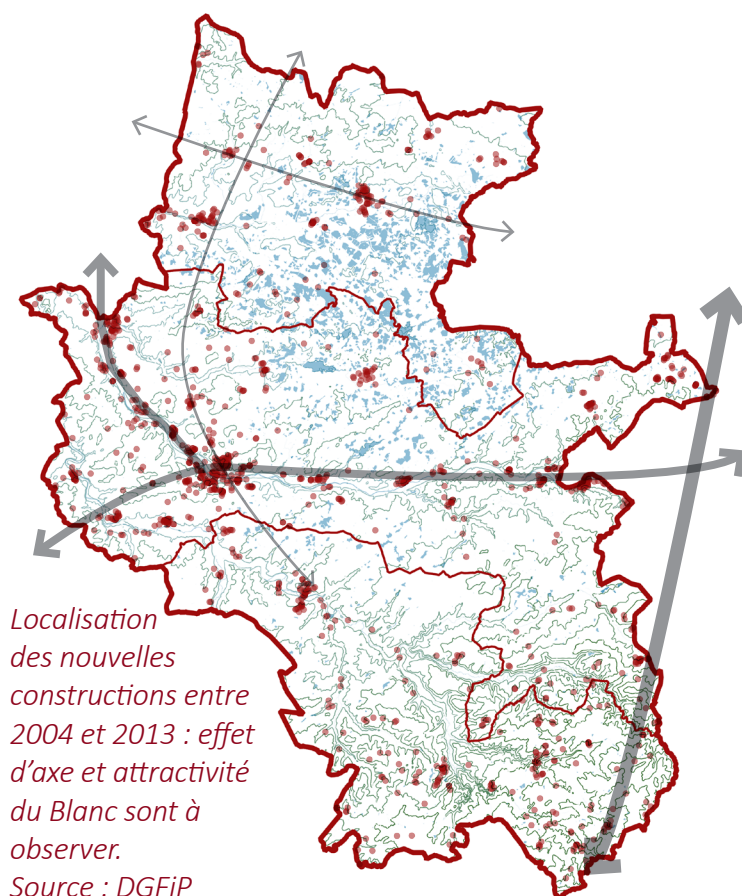 Localisation
des nouvelles
constructions entre
2004 et 2013 : effet
d’axe et attractivité
du Blanc sont à
observer.
Source : DGFiP